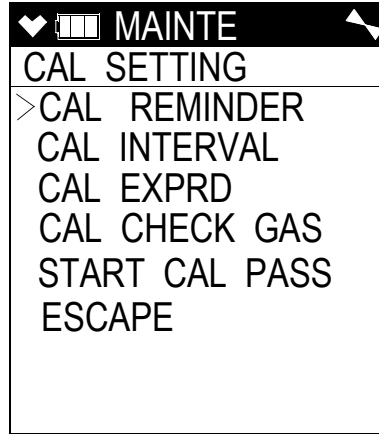 MAINTE
CAL SETTING
>CAL REMINDER
CAL INTERVAL
CAL EXPRD
CAL CHECK GAS
START CAL PASS
ESCAPE